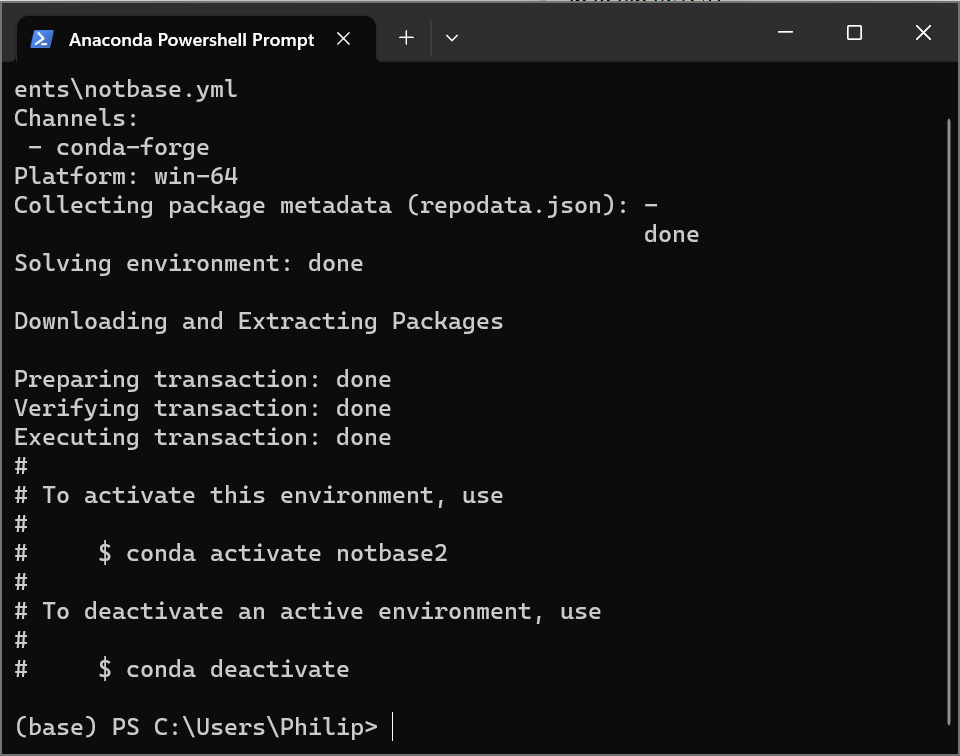 Anaconda Powershell Prompt
ents\notbase.yml
Channels:
 - conda-forge
Platform: win-64
Collecting package metadata (repodata.json): -
done
Solving environment: done
Downloading and Extracting Packages
Preparing transaction: done
Verifying transaction: done
Executing transaction: done
#
# To activate this environment, use
#
#     $ conda activate notbase2
#
# To deactivate an active environment, use
#
#     $ conda deactivate
(base) PS C:\Users\Philip>